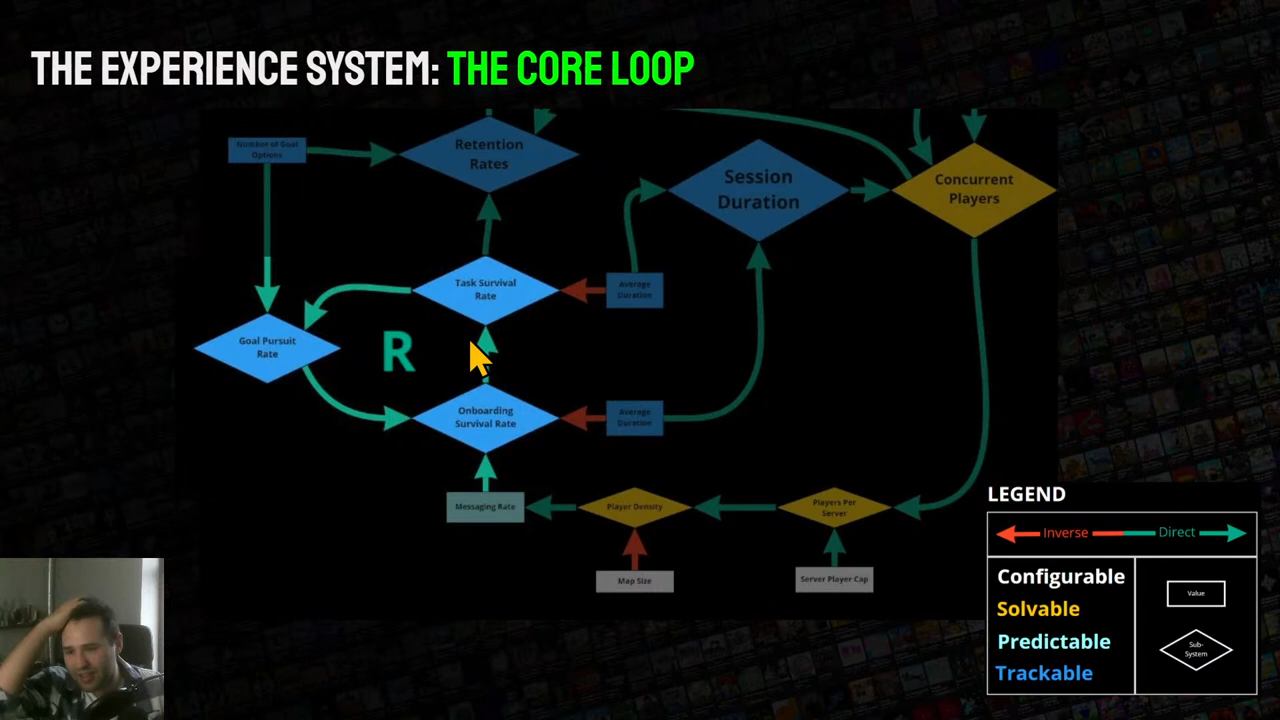 THE EXPERIENCE SYSTEM: THE CORE LOOP
Number of Goal
Options
Retention
Rates
Session
Duration
Concurrent
Players
Task Survival
Rate
Average
Duration
Goal Pursuit
Rate
R
Onboarding
Survival Rate
Average
Duration
Messaging Rate
Player Density
Players Per
Server
Map Size
Server Player Cap
LEGEND
Inverse
Direct
Configurable
Solvable
Predictable
Trackable
Value
Sub-
System